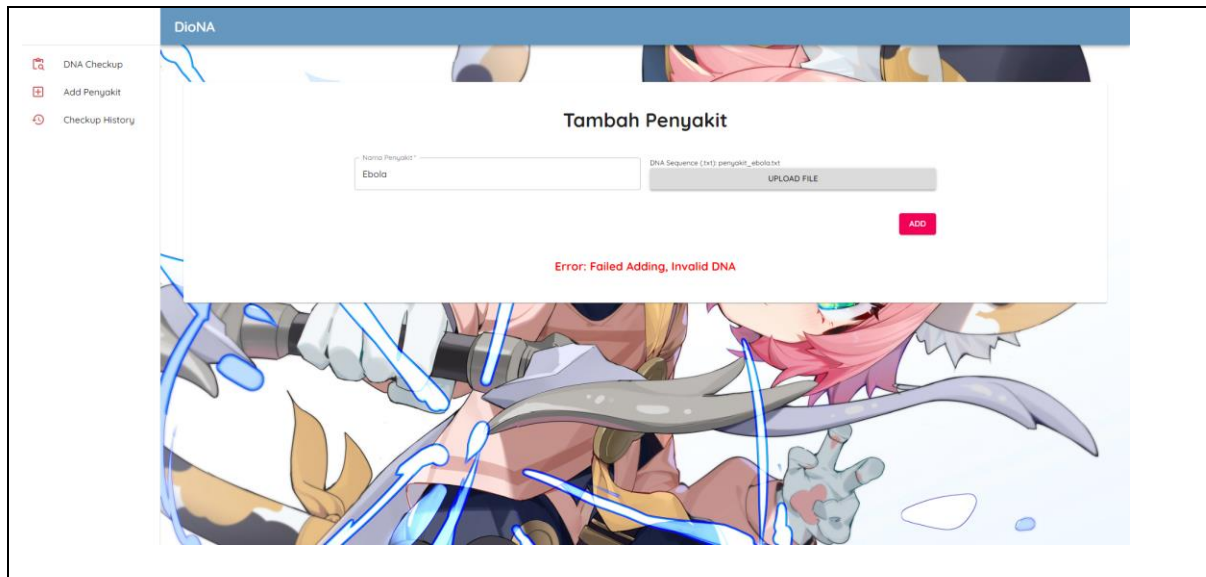 DioNA
DNA Checkup
Add Penyakit
Checkup History
Tambah Penyakit
Nama Penyakit *
Ebola
DNA Sequence (.txt): penyakit_ebola.txt
UPLOAD FILE
ADD
Error: Failed Adding, Invalid DNA